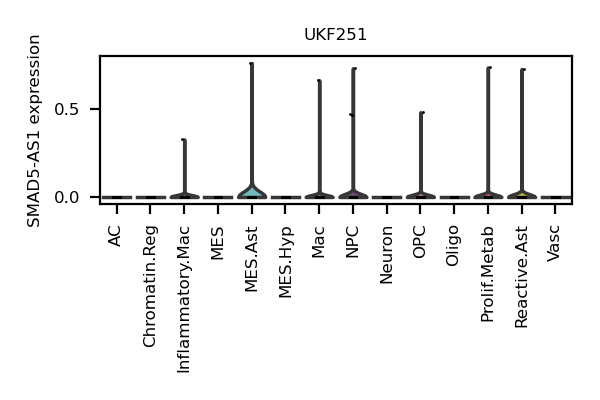 UKF251
SMAD5-AS1 expression
0.5
0.0
AC
Chromatin.Reg
Inflammatory.Mac
MES
MES.Ast
MES.Hyp
Mac
NPC
Neuron
OPC
Oligo
Prolif.Metab
Reactive.Ast
Vasc